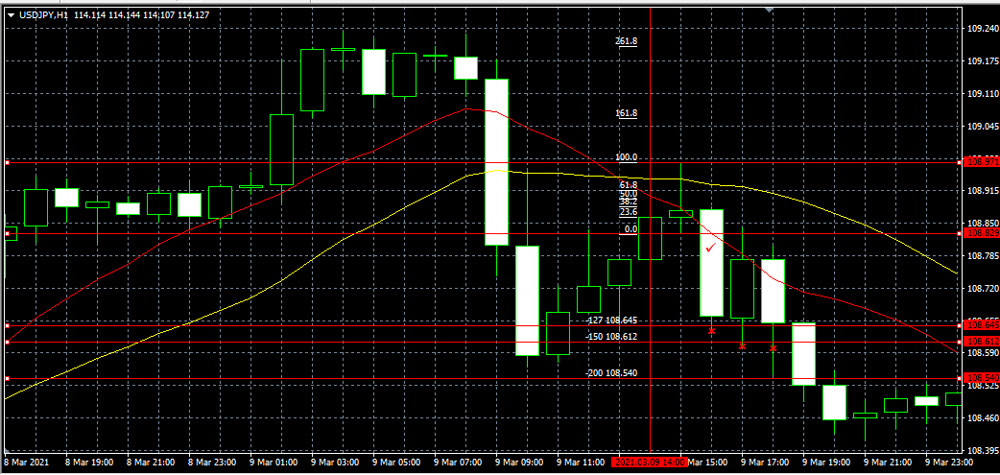 USDJPY,H1 114.114 114.144 114.107 114.127
109.240
109.175
109.110
109.045
108.971
108.915
108.850
108.829
108.785
108.720
108.645
108.612
108.590
108.540
108.525
108.460
108.395
261.8
161.8
100.0
61.8
50.0
38.2
23.6
0.0
-127 108.645
-150 108.612
-200 108.540
8 Mar 2021
8 Mar 19:00
8 Mar 21:00
8 Mar 23:00
9 Mar 01:00
9 Mar 03:00
9 Mar 05:00
9 Mar 07:00
9 Mar 09:00
9 Mar 11:00
2021.03.09 14:00
Mar 15:00
9 Mar 17:00
9 Mar 19:00
9 Mar 21:00
9 Mar 23:00